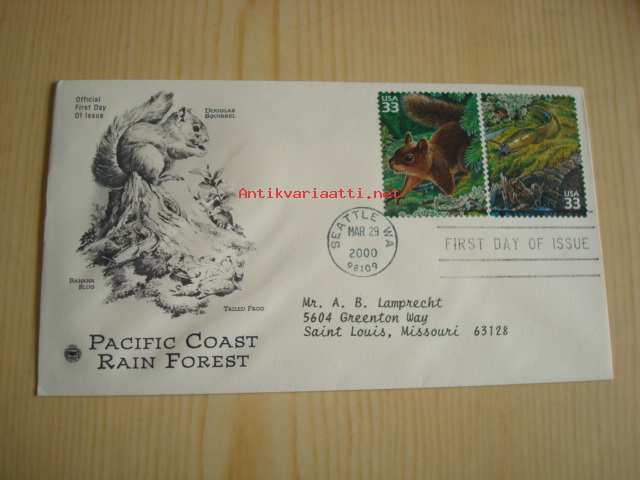 Official
First Day
Of Issue
DOUGLAS
SQUIRREL
BANANA
SLUG
TAILED FROG
PACIFIC COAST
RAIN FOREST
Antikvariaatti.net
USA
33
USA
33
SEATTLE WA
MAR 29
2000
98109
FIRST DAY OF ISSUE
Mr. A. B. Lamprecht
5604 Greenton Way
Saint Louis, Missouri 63128